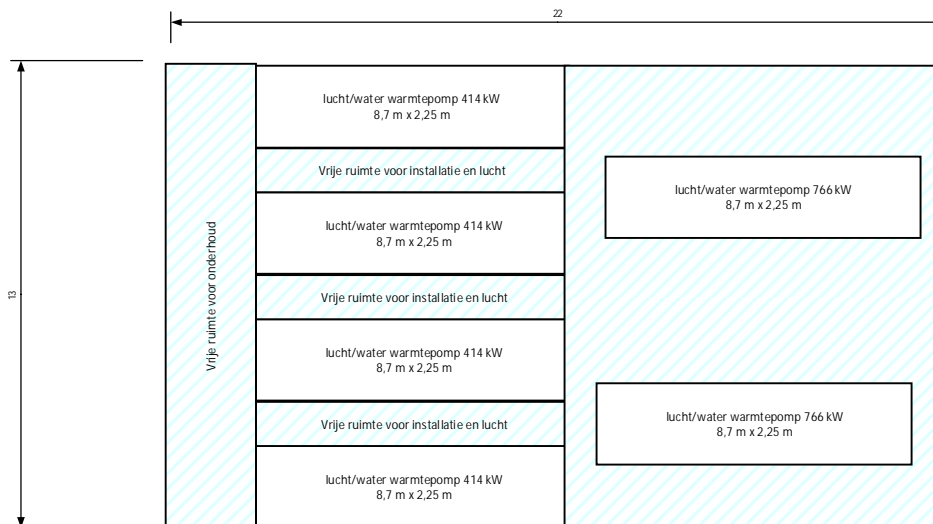 22
13
Vrije ruimte voor onderhoud
lucht/water warmtepomp 414 kW
8,7 m x 2,25 m
Vrije ruimte voor installatie en lucht
lucht/water warmtepomp 414 kW
8,7 m x 2,25 m
Vrije ruimte voor installatie en lucht
lucht/water warmtepomp 414 kW
8,7 m x 2,25 m
Vrije ruimte voor installatie en lucht
lucht/water warmtepomp 414 kW
8,7 m x 2,25 m
lucht/water warmtepomp 766 kW
8,7 m x 2,25 m
lucht/water warmtepomp 766 kW
8,7 m x 2,25 m